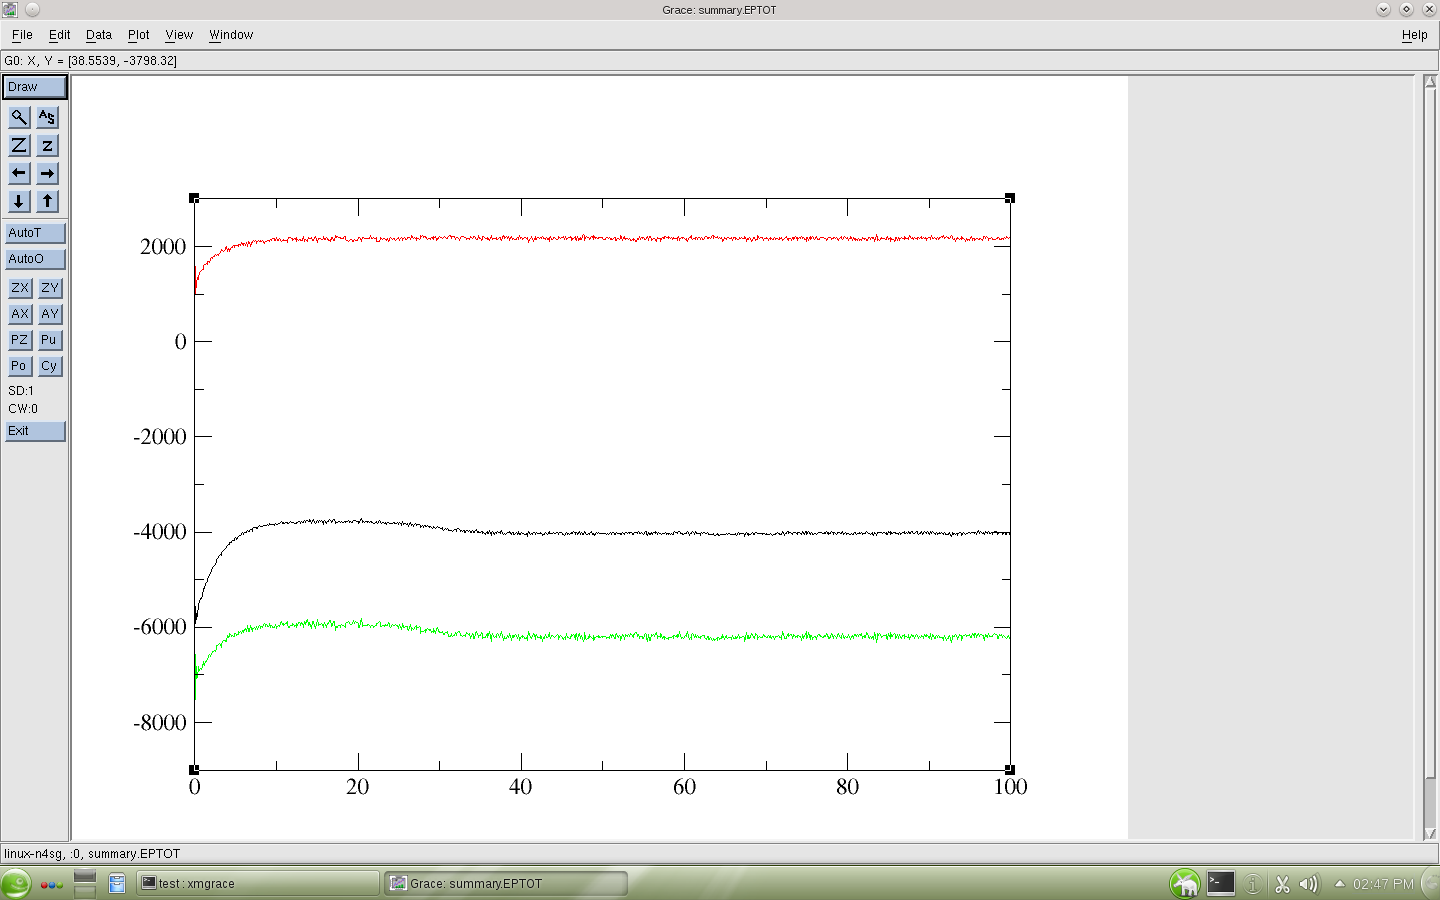 Grace: summary.EPTOT
File Edit Data Plot View Window Help
G0: X, Y = [38.5539, -3798.32]
Draw
AS
Z z
AutoT
AutoO
ZX ZY
AX AY
PZ Pu
Po Cy
SD:1
CW:0
Exit
2000
0
-2000
-4000
-6000
-8000
0 20 40 60 80 100
linux-n4sg, :0, summary.EPTOT
test : xmgrace Grace: summary.EPTOT 02:47 PM